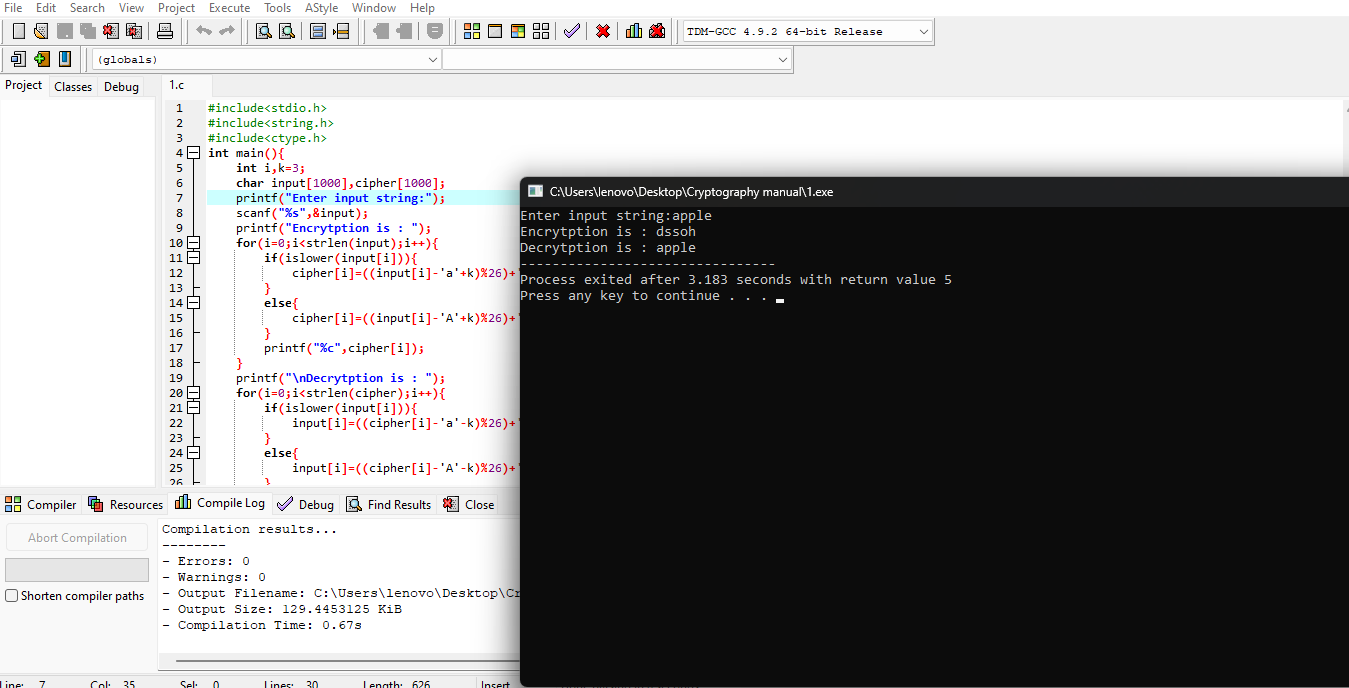 File Edit Search View Project Execute Tools AStyle Window Help
TDM-GCC 4.9.2 64-bit Release
(globals)
Project Classes Debug
1.c
1 #include<stdio.h>
2 #include<string.h>
3 #include<ctype.h>
4 int main(){
5 int i,k=3;
6 char input[1000],cipher[1000];
7 printf("Enter input string:");
8 scanf("%s",&input);
9 printf("Encrytption is : ");
10 for(i=0;i<strlen(input);i++){
11 if(islower(input[i])){
12 cipher[i]=((input[i]-'a'+k)%26)+'
13 }
14 else{
15 cipher[i]=((input[i]-'A'+k)%26)+'
16 }
17 printf("%c",cipher[i]);
18 }
19 printf("\nDecrytption is : ");
20 for(i=0;i<strlen(cipher);i++){
21 if(islower(input[i])){
22 input[i]=((cipher[i]-'a'-k)%26)+'
23 }
24 else{
25 input[i]=((cipher[i]-'A'-k)%26)+'
26 }
C:\Users\lenovo\Desktop\Cryptography manual\1.exe
Enter input string:apple
Encrytption is : dssoh
Decrytption is : apple
--------------------------------
Process exited after 3.183 seconds with return value 5
Press any key to continue . . .
Compiler Resources Compile Log Debug Find Results Close
Abort Compilation
Shorten compiler paths
Compilation results...
--------
- Errors: 0
- Warnings: 0
- Output Filename: C:\Users\lenovo\Desktop\Cr
- Output Size: 129.4453125 KiB
- Compilation Time: 0.67s
Line: 7 Col: 35 Sel: 0 Lines: 30 Length: 626 Insert